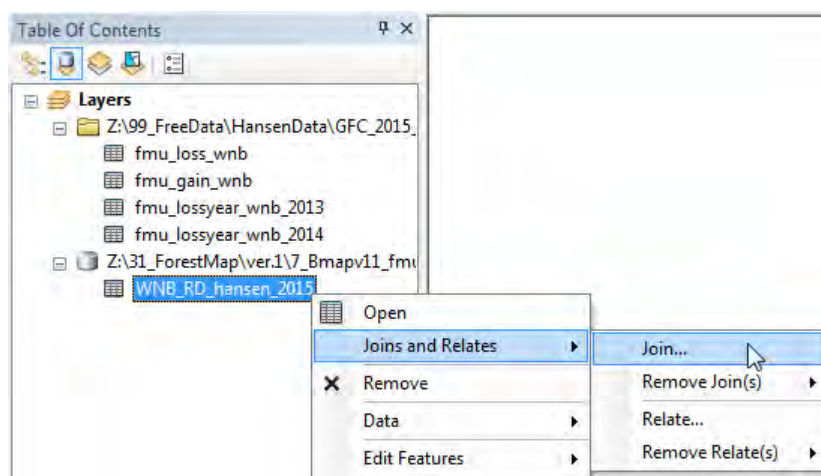 Table Of Contents
Layers
Z:\99_FreeData\HansenData\GFC_2015_
fmu_loss_wnb
fmu_gain_wnb
fmu_lossyear_wnb_2013
fmu_lossyear_wnb_2014
Z:\31_ForestMap\ver.1\7_Bmapv11_fmu
WNB_RD_hansen_2015
Open
Joins and Relates
Join...
Remove
Remove Join(s)
Data
Relate...
Edit Features
Remove Relate(s)